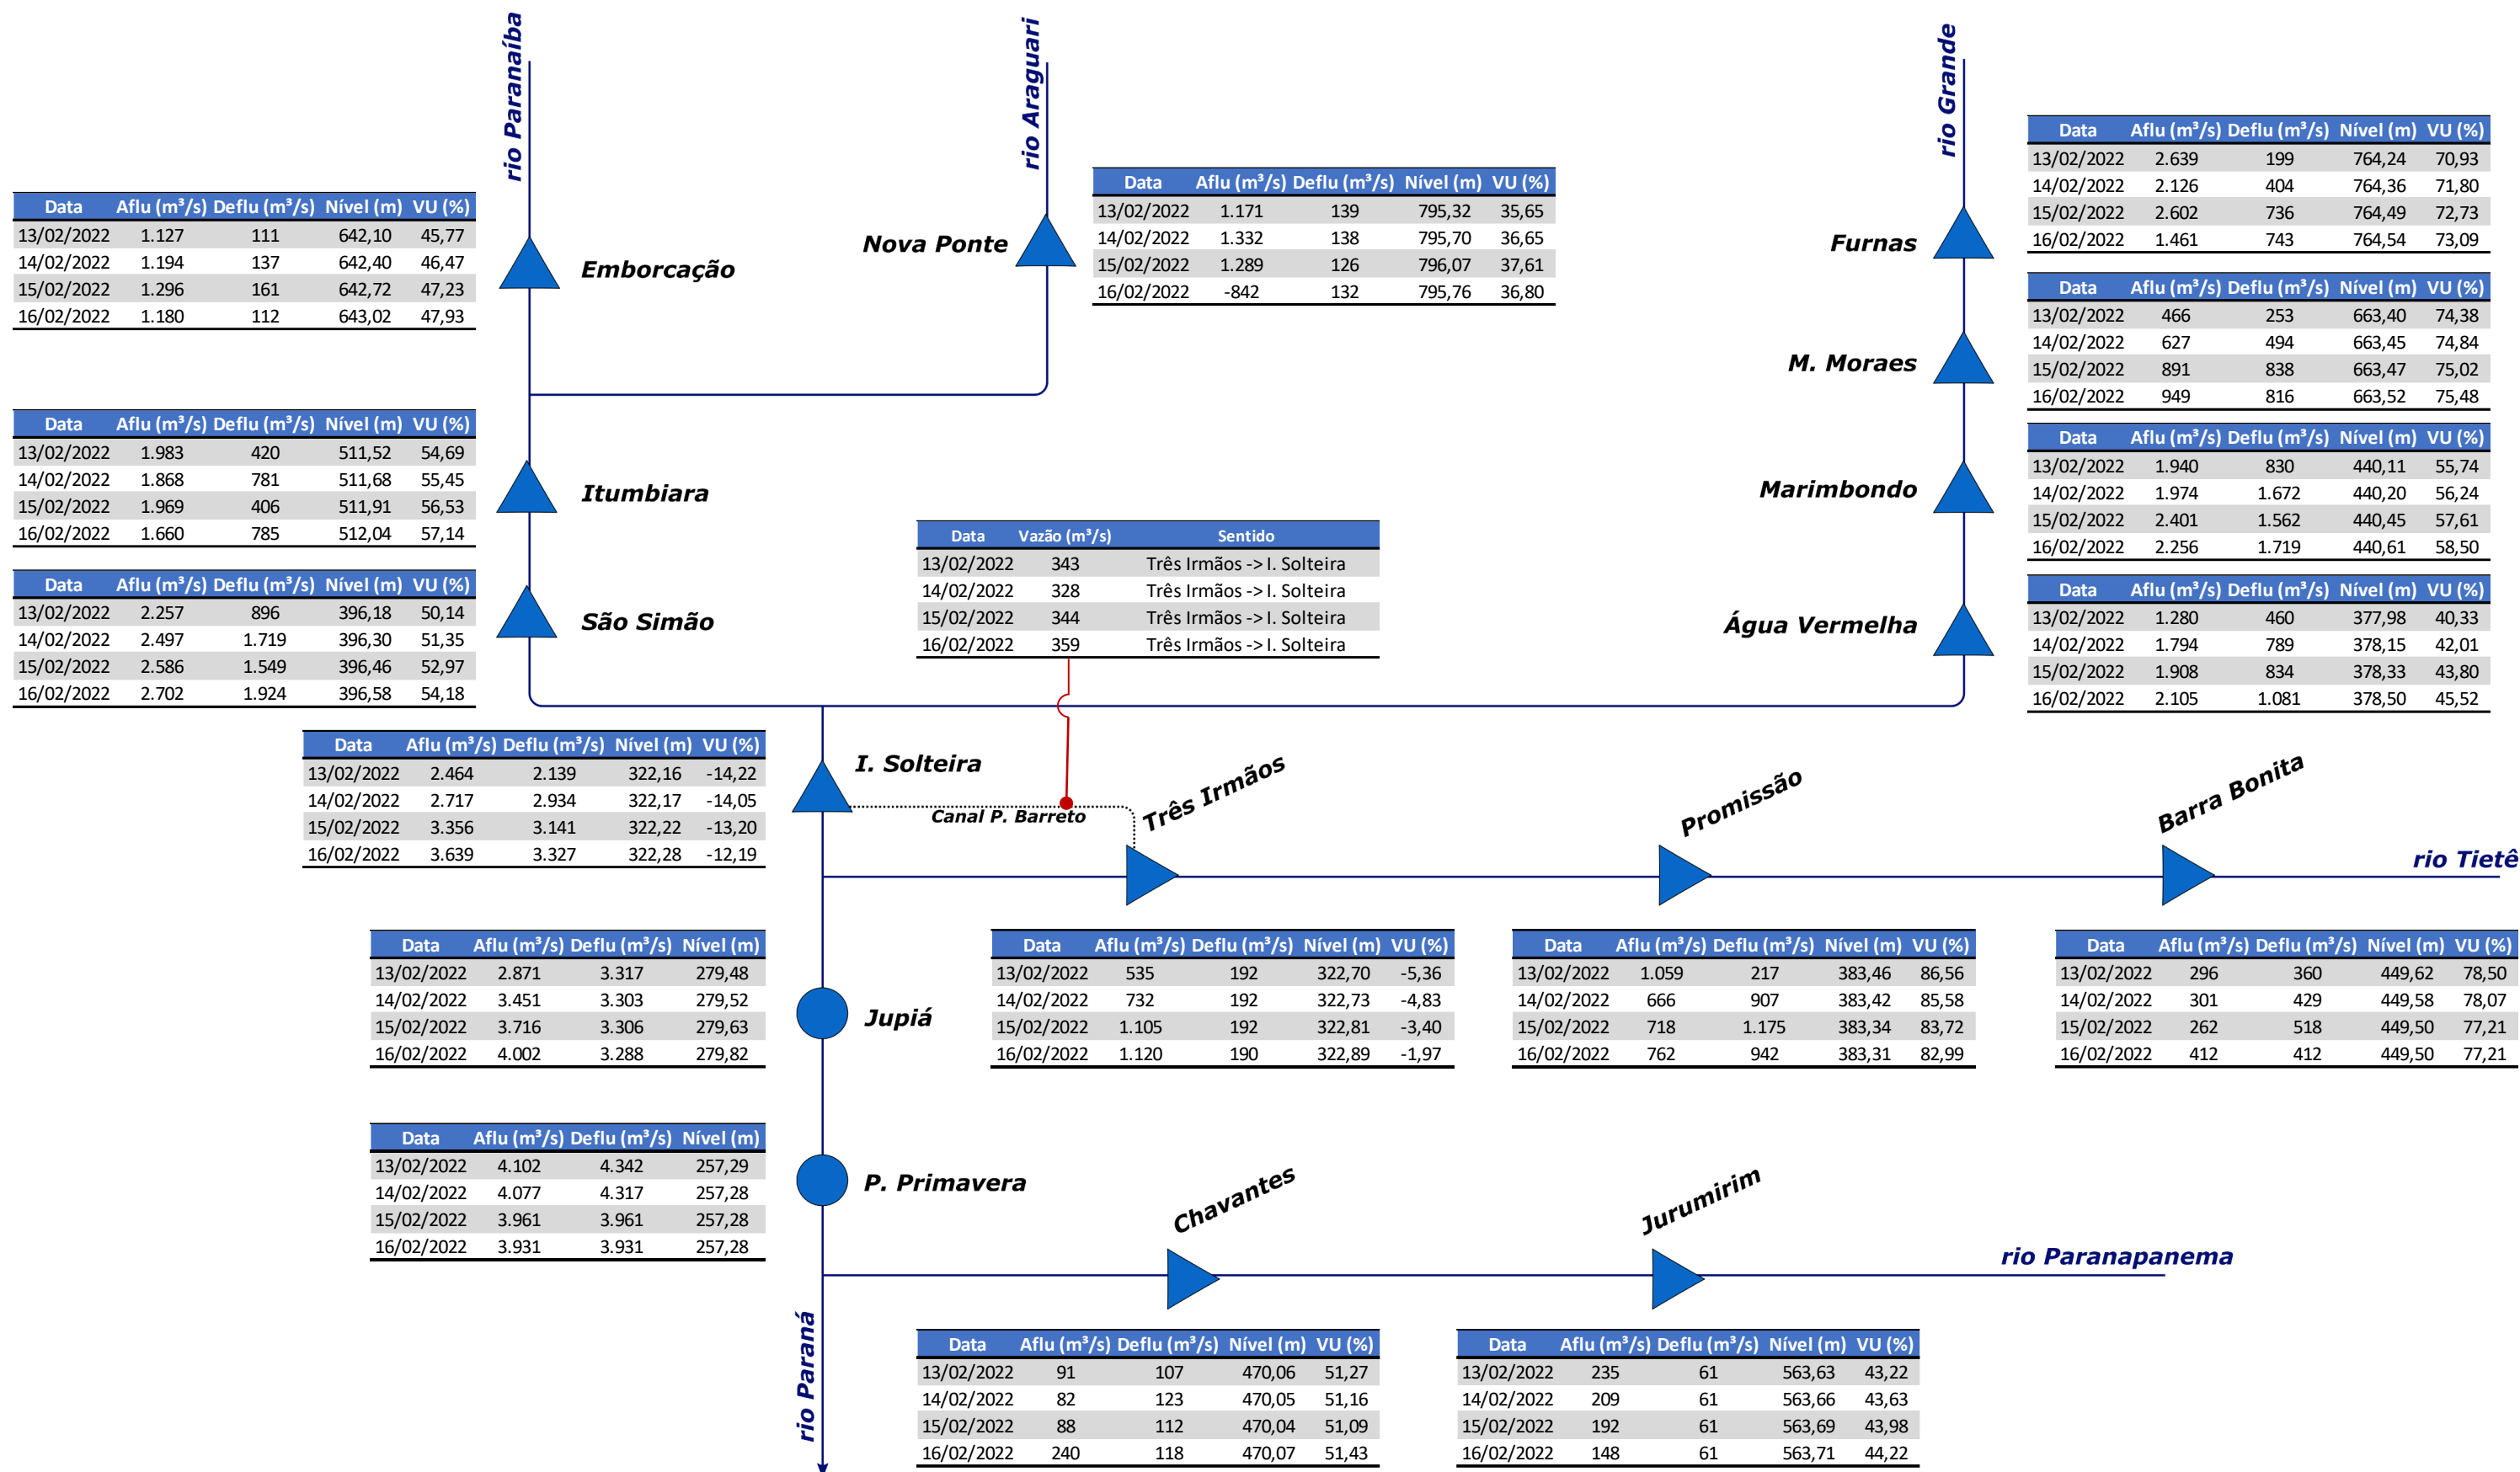 rio Paranaíba
rio Araguari
rio Grande
Data Aflu (m³/s) Deflu (m³/s) Nível (m) VU (%)
13/02/2022 1.127 111 642,10 45,77
14/02/2022 1.194 137 642,40 46,47
15/02/2022 1.296 161 642,72 47,23
16/02/2022 1.180 112 643,02 47,93
Emborcação
Nova Ponte
Data Aflu (m³/s) Deflu (m³/s) Nível (m) VU (%)
13/02/2022 1.171 139 795,32 35,65
14/02/2022 1.332 138 795,70 36,65
15/02/2022 1.289 126 796,07 37,61
16/02/2022 -842 132 795,76 36,80
Furnas
Data Aflu (m³/s) Deflu (m³/s) Nível (m) VU (%)
13/02/2022 2.639 199 764,24 70,93
14/02/2022 2.126 404 764,36 71,80
15/02/2022 2.602 736 764,49 72,73
16/02/2022 1.461 743 764,54 73,09
M. Moraes
Data Aflu (m³/s) Deflu (m³/s) Nível (m) VU (%)
13/02/2022 466 253 663,40 74,38
14/02/2022 627 494 663,45 74,84
15/02/2022 891 838 663,47 75,02
16/02/2022 949 816 663,52 75,48
Data Aflu (m³/s) Deflu (m³/s) Nível (m) VU (%)
13/02/2022 1.983 420 511,52 54,69
14/02/2022 1.868 781 511,68 55,45
15/02/2022 1.969 406 511,91 56,53
16/02/2022 1.660 785 512,04 57,14
Itumbiara
Marimbondo
Data Aflu (m³/s) Deflu (m³/s) Nível (m) VU (%)
13/02/2022 1.940 830 440,11 55,74
14/02/2022 1.974 1.672 440,20 56,24
15/02/2022 2.401 1.562 440,45 57,61
16/02/2022 2.256 1.719 440,61 58,50
Data Aflu (m³/s) Deflu (m³/s) Nível (m) VU (%)
13/02/2022 2.257 896 396,18 50,14
14/02/2022 2.497 1.719 396,30 51,35
15/02/2022 2.586 1.549 396,46 52,97
16/02/2022 2.702 1.924 396,58 54,18
São Simão
Data Vazão (m³/s) Sentido
13/02/2022 343 Três Irmãos -> I. Solteira
14/02/2022 328 Três Irmãos -> I. Solteira
15/02/2022 344 Três Irmãos -> I. Solteira
16/02/2022 359 Três Irmãos -> I. Solteira
Água Vermelha
Data Aflu (m³/s) Deflu (m³/s) Nível (m) VU (%)
13/02/2022 1.280 460 377,98 40,33
14/02/2022 1.794 789 378,15 42,01
15/02/2022 1.908 834 378,33 43,80
16/02/2022 2.105 1.081 378,50 45,52
Data Aflu (m³/s) Deflu (m³/s) Nível (m) VU (%)
13/02/2022 2.464 2.139 322,16 -14,22
14/02/2022 2.717 2.934 322,17 -14,05
15/02/2022 3.356 3.141 322,22 -13,20
16/02/2022 3.639 3.327 322,28 -12,19
I. Solteira
Canal P. Barreto
Três Irmãos
Promissão
Barra Bonita
rio Tietê
Data Aflu (m³/s) Deflu (m³/s) Nível (m)
13/02/2022 2.871 3.317 279,48
14/02/2022 3.451 3.303 279,52
15/02/2022 3.716 3.306 279,63
16/02/2022 4.002 3.288 279,82
Jupiá
Data Aflu (m³/s) Deflu (m³/s) Nível (m) VU (%)
13/02/2022 535 192 322,70 -5,36
14/02/2022 732 192 322,73 -4,83
15/02/2022 1.105 192 322,81 -3,40
16/02/2022 1.120 190 322,89 -1,97
Data Aflu (m³/s) Deflu (m³/s) Nível (m) VU (%)
13/02/2022 1.059 217 383,46 86,56
14/02/2022 666 907 383,42 85,58
15/02/2022 718 1.175 383,34 83,72
16/02/2022 762 942 383,31 82,99
Data Aflu (m³/s) Deflu (m³/s) Nível (m) VU (%)
13/02/2022 296 360 449,62 78,50
14/02/2022 301 429 449,58 78,07
15/02/2022 262 518 449,50 77,21
16/02/2022 412 412 449,50 77,21
Data Aflu (m³/s) Deflu (m³/s) Nível (m)
13/02/2022 4.102 4.342 257,29
14/02/2022 4.077 4.317 257,28
15/02/2022 3.961 3.961 257,28
16/02/2022 3.931 3.931 257,28
P. Primavera
Chavantes
Jurumirim
rio Paranapanema
rio Paraná
Data Aflu (m³/s) Deflu (m³/s) Nível (m) VU (%)
13/02/2022 91 107 470,06 51,27
14/02/2022 82 123 470,05 51,16
15/02/2022 88 112 470,04 51,09
16/02/2022 240 118 470,07 51,43
Data Aflu (m³/s) Deflu (m³/s) Nível (m) VU (%)
13/02/2022 235 61 563,63 43,22
14/02/2022 209 61 563,66 43,63
15/02/2022 192 61 563,69 43,98
16/02/2022 148 61 563,71 44,22